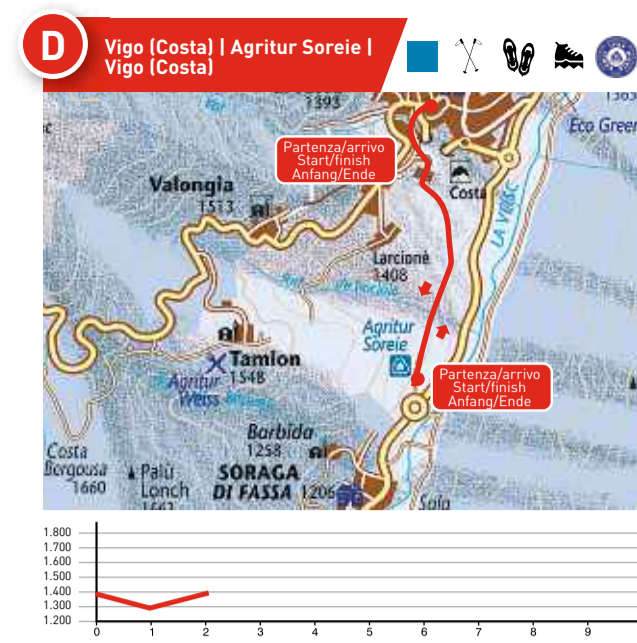 D
Vigo (Costa) | Agritur Soreie |
Vigo (Costa)
1393
1363
Eco Green
Partenza/arrivo
Start/finish
Anfang/Ende
Costa
Valongia
1513
LA VEISC
Larcionè
1408
Agritur
Soreie
Tamion
1548
Agritur
Weiss
Partenza/arrivo
Start/finish
Anfang/Ende
Barbida
1258
Costa
Bergousa
1660
Palù
Lonch
SORAGA
DI FASSA 1206
Soia
1.800
1.700
1.600
1.500
1.400
1.300
1.200
0 1 2 3 4 5 6 7 8 9